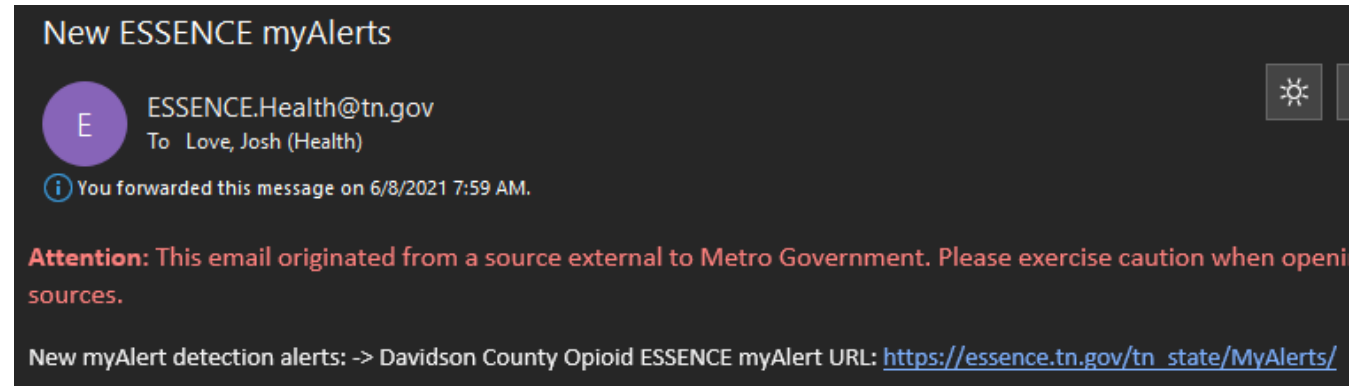 New ESSENCE myAlerts
E
ESSENCE.Health@tn.gov
To Love, Josh (Health)
You forwarded this message on 6/8/2021 7:59 AM.
Attention: This email originated from a source external to Metro Government. Please exercise caution when openi
sources.
New myAlert detection alerts: -> Davidson County Opioid ESSENCE myAlert URL: https://essence.tn.gov/tn_state/MyAlerts/